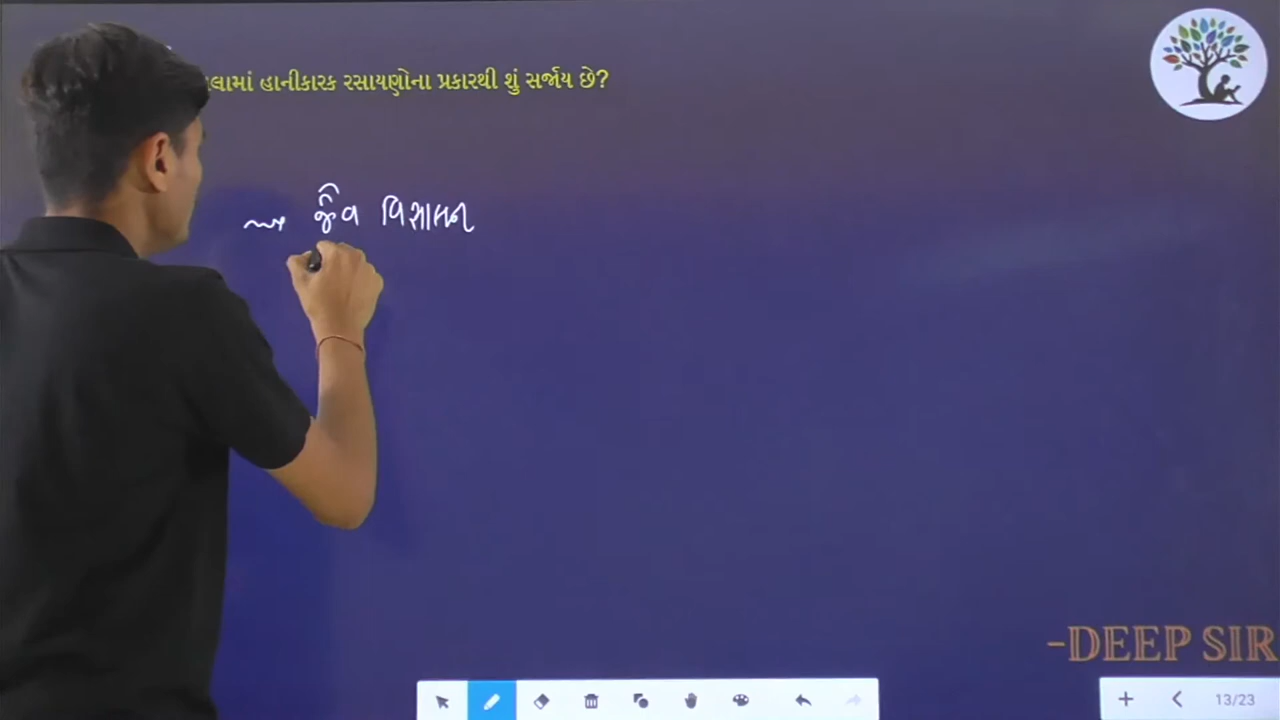 હાનીકારક રસાયણોના પ્રકારથી શું સર્જાય છે?
જૈવ વિશાલન
-DEEP SIR
13/23